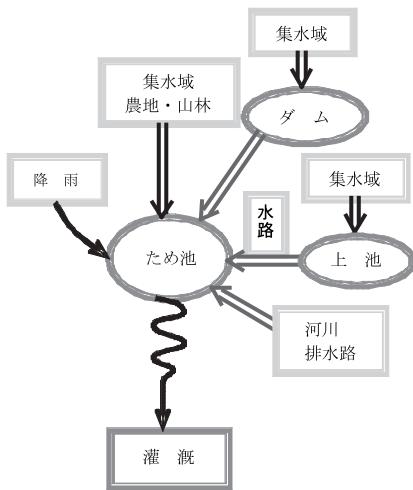 集水域
集水域
農地・山林
ダ ム
降 雨
集水域
水路
ため池
上 池
河川
排水路
灌 漑